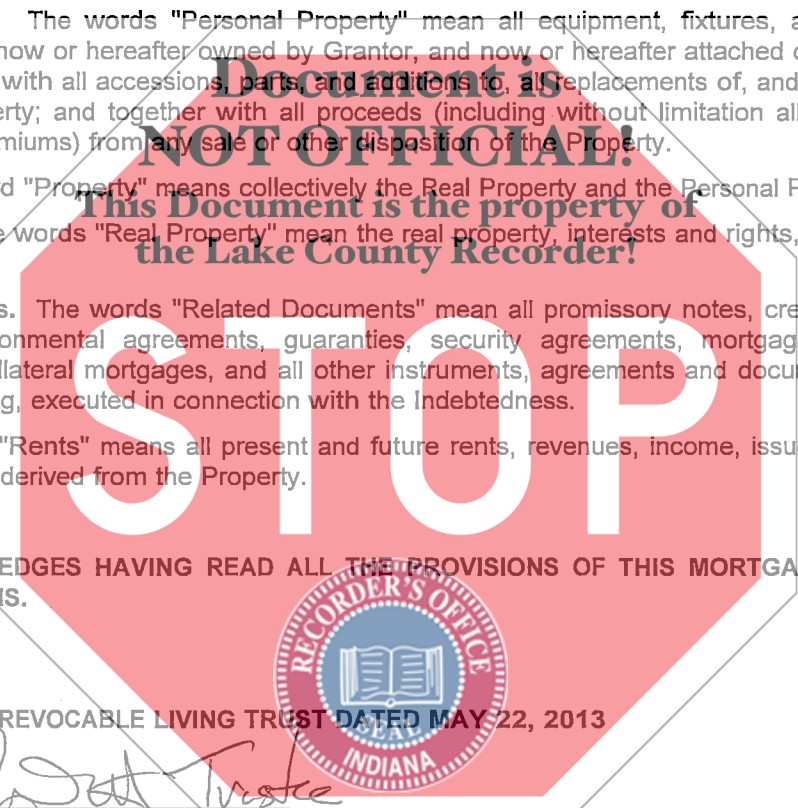 The words "Personal Property" mean all equipment, fixtures, a
now or hereafter owned by Grantor, and now or hereafter attached o
with all accessions, parts, and additions to, all replacements of, and
erty; and together with all proceeds (including without limitation all
miums) from any sale or other disposition of the Property.
d "Property" means collectively the Real Property and the Personal P
e words "Real Property" mean the real property, interests and rights,
s. The words "Related Documents" mean all promissory notes, cre
onmental agreements, guaranties, security agreements, mortgag
llateral mortgages, and all other instruments, agreements and docu
g, executed in connection with the Indebtedness.
"Rents" means all present and future rents, revenues, income, issu
derived from the Property.
EDGES HAVING READ ALL THE PROVISIONS OF THIS MORTGA
IS.
REVOCABLE LIVING TRUST DATED MAY 22, 2013
Trustee
Document is
NOT OFFICIAL!
This Document is the property of
the Lake County Recorder!
STOP
RECORDER'S OFFICE
SEAL
INDIANA